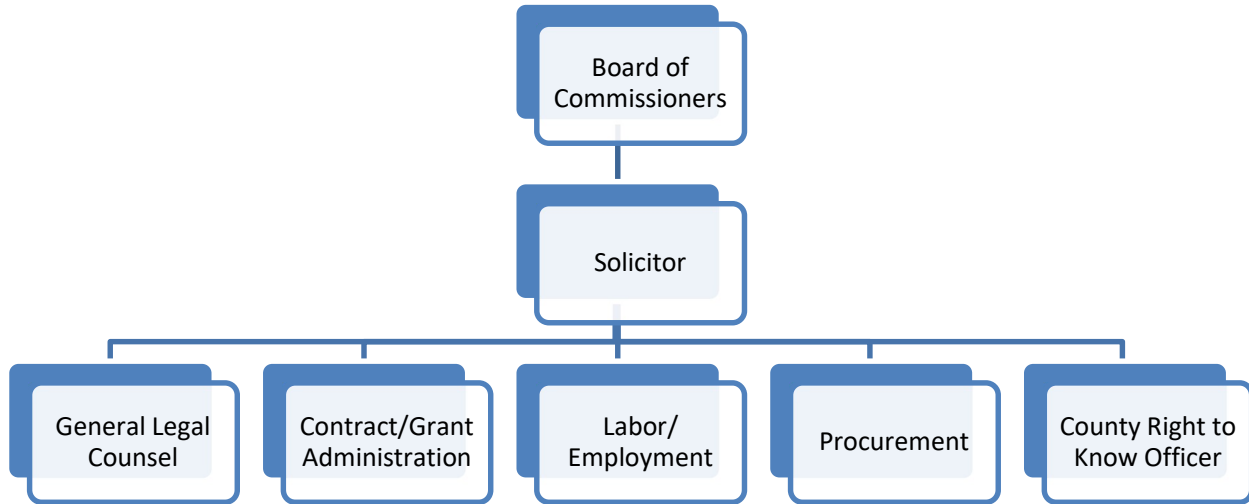 Board of
Commissioners
Solicitor
General Legal
Counsel
Contract/Grant
Administration
Labor/
Employment
Procurement
County Right to
Know Officer